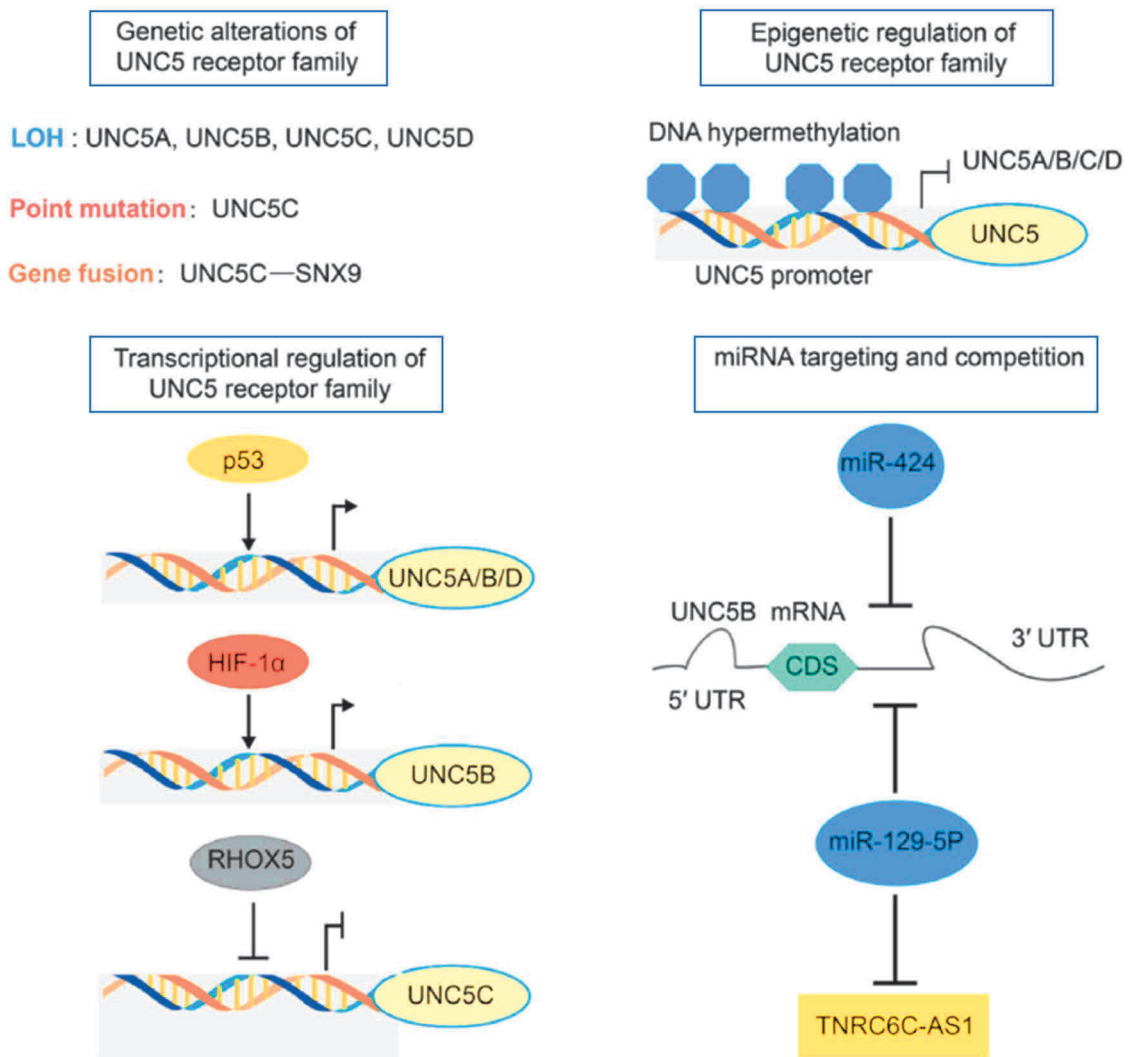 Genetic alterations of
UNC5 receptor family
LOH : UNC5A, UNC5B, UNC5C, UNC5D
Point mutation: UNC5C
Gene fusion: UNC5C—SNX9
Epigenetic regulation of
UNC5 receptor family
DNA hypermethylation
UNC5A/B/C/D
UNC5
UNC5 promoter
Transcriptional regulation of
UNC5 receptor family
p53
UNC5A/B/D
HIF-1α
UNC5B
RHOX5
UNC5C
miRNA targeting and competition
miR-424
UNC5B mRNA
3′ UTR
CDS
5′ UTR
miR-129-5P
TNRC6C-AS1